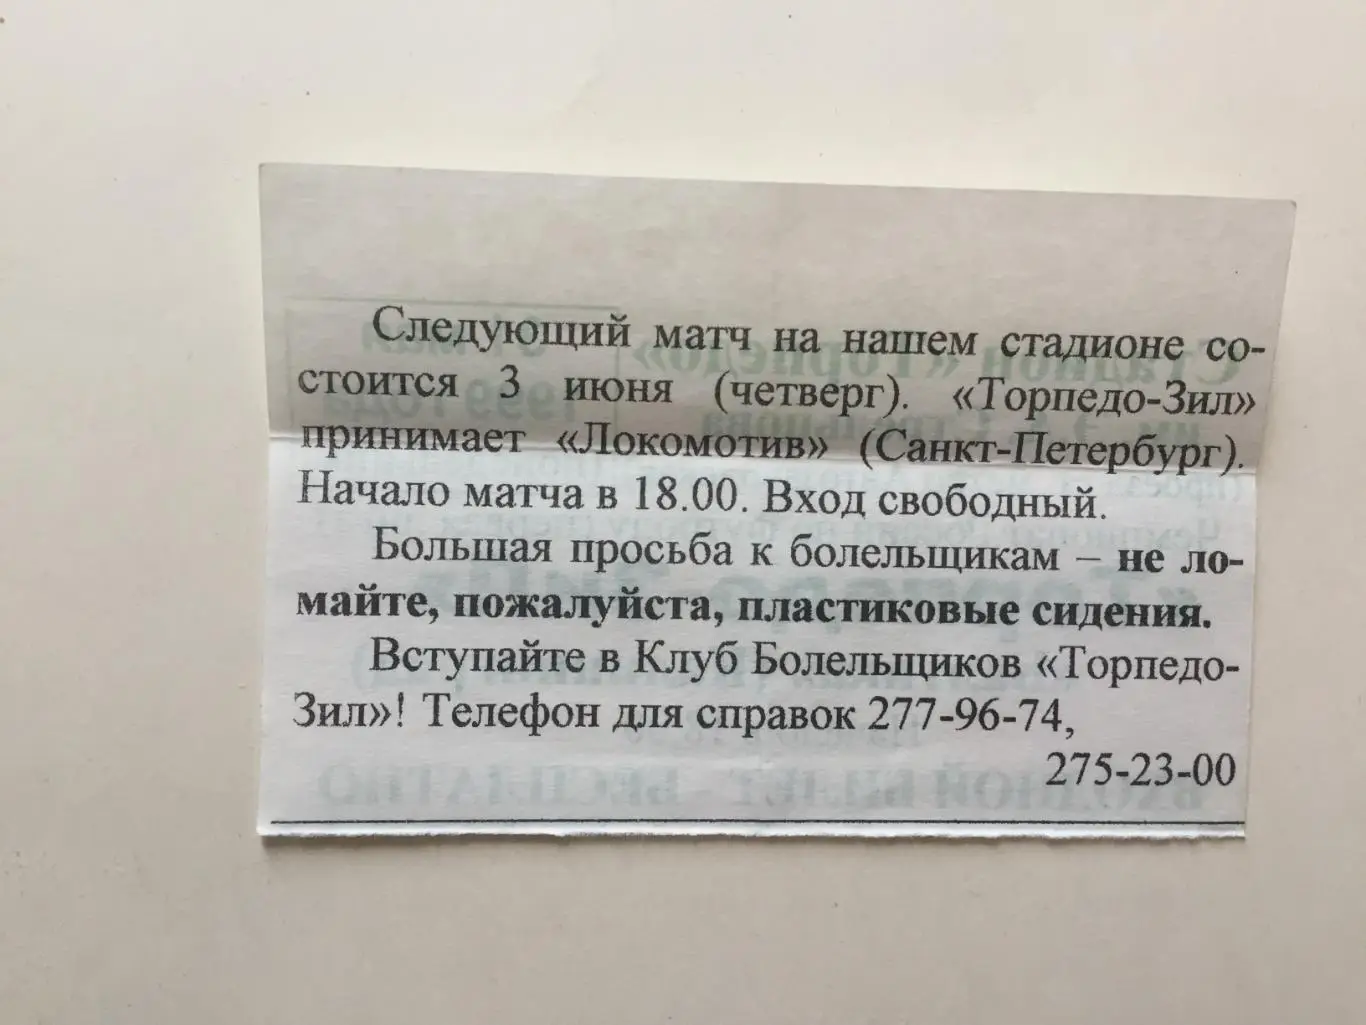 Следующий матч на нашем стадионе со-
стоится 3 июня (четверг). «Торпедо-Зил»
принимает «Локомотив» (Санкт-Петербург).
Начало матча в 18.00. Вход свободный.
Большая просьба к болельщикам – не ло-
майте, пожалуйста, пластиковые сидения.
Вступайте в Клуб Болельщиков «Торпедо-
Зил»! Телефон для справок 277-96-74,
275-23-00